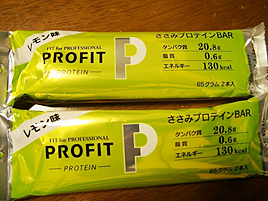 レモン味
FIT for PROFESSIONAL
PROFIT
PROTEIN
P
ささみプロテインBAR
タンパク質 20.8g
脂質 0.6g
エネルギー 130kcal
65グラム 2本入
レモン味
FIT for PROFESSIONAL
PROFIT
PROTEIN
P
ささみプロテインBAR
タンパク質 20.8g
脂質 0.6g
エネルギー 130kcal
65グラム 2本入